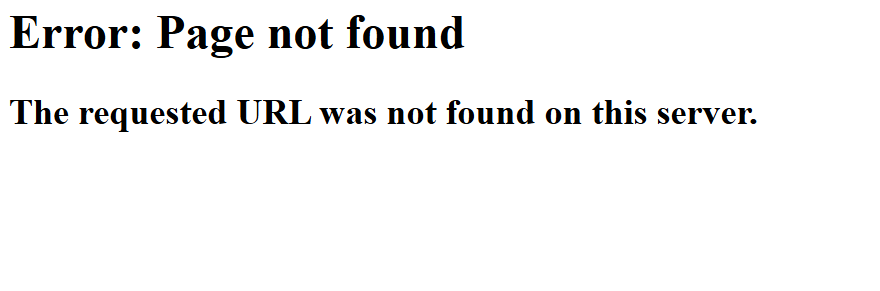 Error: Page not found
The requested URL was not found on this server.